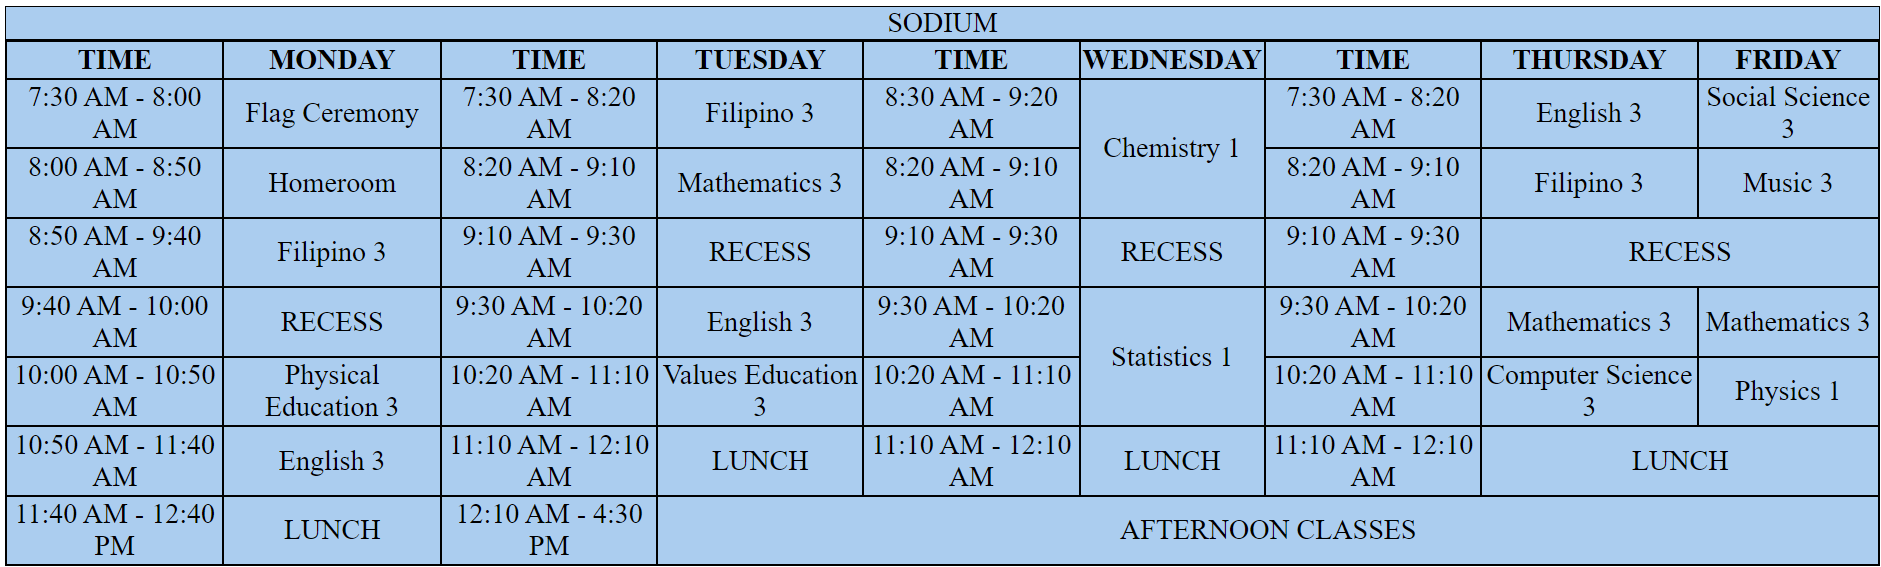 SODIUM
TIME MONDAY TIME TUESDAY TIME WEDNESDAY TIME THURSDAY FRIDAY
7:30 AM - 8:00 AM Flag Ceremony 7:30 AM - 8:20 AM Filipino 3 8:30 AM - 9:20 AM Chemistry 1 7:30 AM - 8:20 AM English 3 Social Science 3
8:00 AM - 8:50 AM Homeroom 8:20 AM - 9:10 AM Mathematics 3 8:20 AM - 9:10 AM 8:20 AM - 9:10 AM Filipino 3 Music 3
8:50 AM - 9:40 AM Filipino 3 9:10 AM - 9:30 AM RECESS 9:10 AM - 9:30 AM RECESS 9:10 AM - 9:30 AM RECESS
9:40 AM - 10:00 AM RECESS 9:30 AM - 10:20 AM English 3 9:30 AM - 10:20 AM Statistics 1 9:30 AM - 10:20 AM Mathematics 3 Mathematics 3
10:00 AM - 10:50 AM Physical Education 3 10:20 AM - 11:10 AM Values Education 3 10:20 AM - 11:10 AM 10:20 AM - 11:10 AM Computer Science 3 Physics 1
10:50 AM - 11:40 AM English 3 11:10 AM - 12:10 AM LUNCH 11:10 AM - 12:10 AM LUNCH 11:10 AM - 12:10 AM LUNCH
11:40 AM - 12:40 PM LUNCH 12:10 AM - 4:30 PM AFTERNOON CLASSES